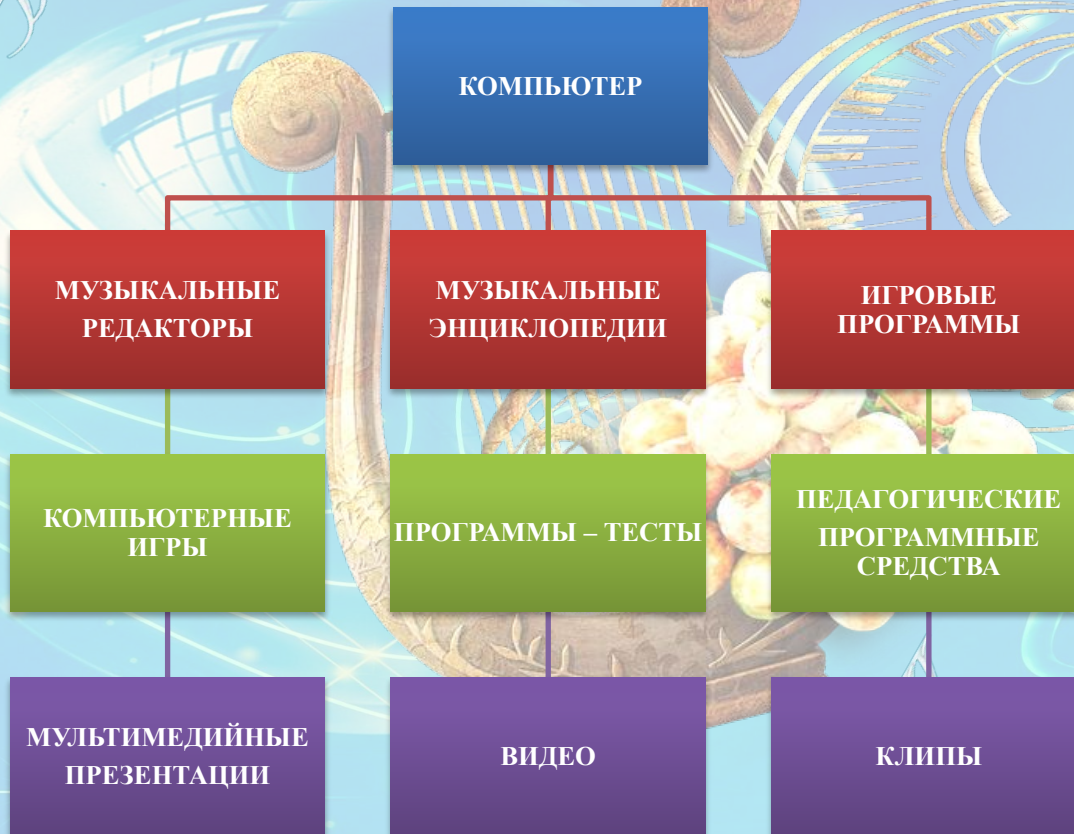 КОМПЬЮТЕР
МУЗЫКАЛЬНЫЕ
РЕДАКТОРЫ
МУЗЫКАЛЬНЫЕ
ЭНЦИКЛОПЕДИИ
ИГРОВЫЕ
ПРОГРАММЫ
КОМПЬЮТЕРНЫЕ
ИГРЫ
ПРОГРАММЫ – ТЕСТЫ
ПЕДАГОГИЧЕСКИЕ
ПРОГРАММНЫЕ
СРЕДСТВА
МУЛЬТИМЕДИЙНЫЕ
ПРЕЗЕНТАЦИИ
ВИДЕО
КЛИПЫ